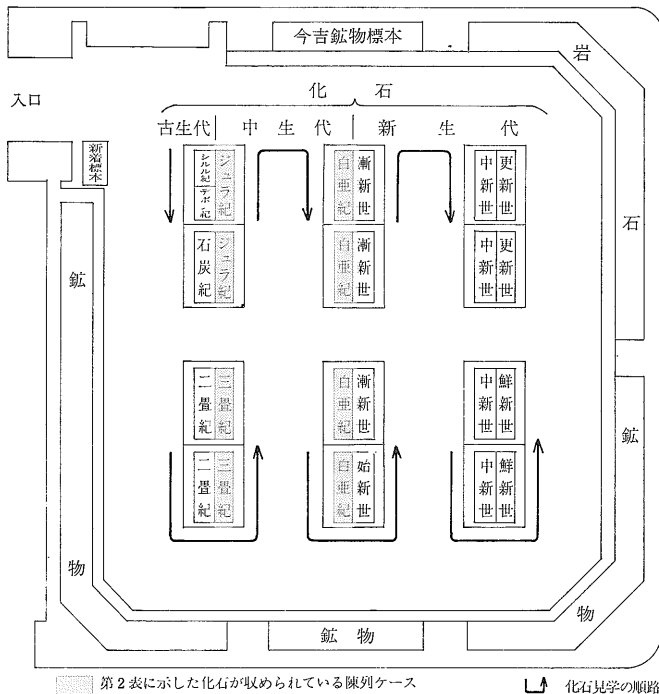 今吉鉱物標本
岩
入口
化石
古生代 中生代 新生代
新着標本
シルル紀
デボン紀
ジュラ紀
白亜紀
漸新世
中新世
更新世
石炭紀
ジュラ紀
白亜紀
漸新世
中新世
更新世
石
鉱
二畳紀
三畳紀
白亜紀
漸新世
中新世
鮮新世
鉱
二畳紀
三畳紀
白亜紀
始新世
中新世
鮮新世
物
物
鉱物
第2表に示した化石が収められている陳列ケース
化石見学の順路